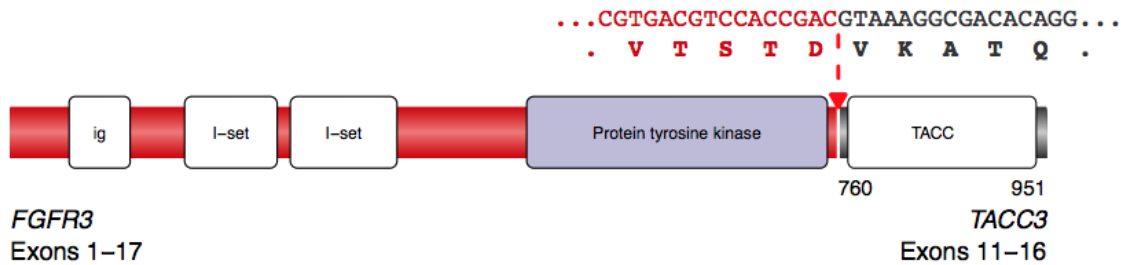 ...CGTGACGTCCACCGACGTAAAGGCGACACAGG...
. V T S T D V K A T Q .
ig I−set I−set Protein tyrosine kinase TACC
760 951
FGFR3 TACC3
Exons 1−17 Exons 11−16